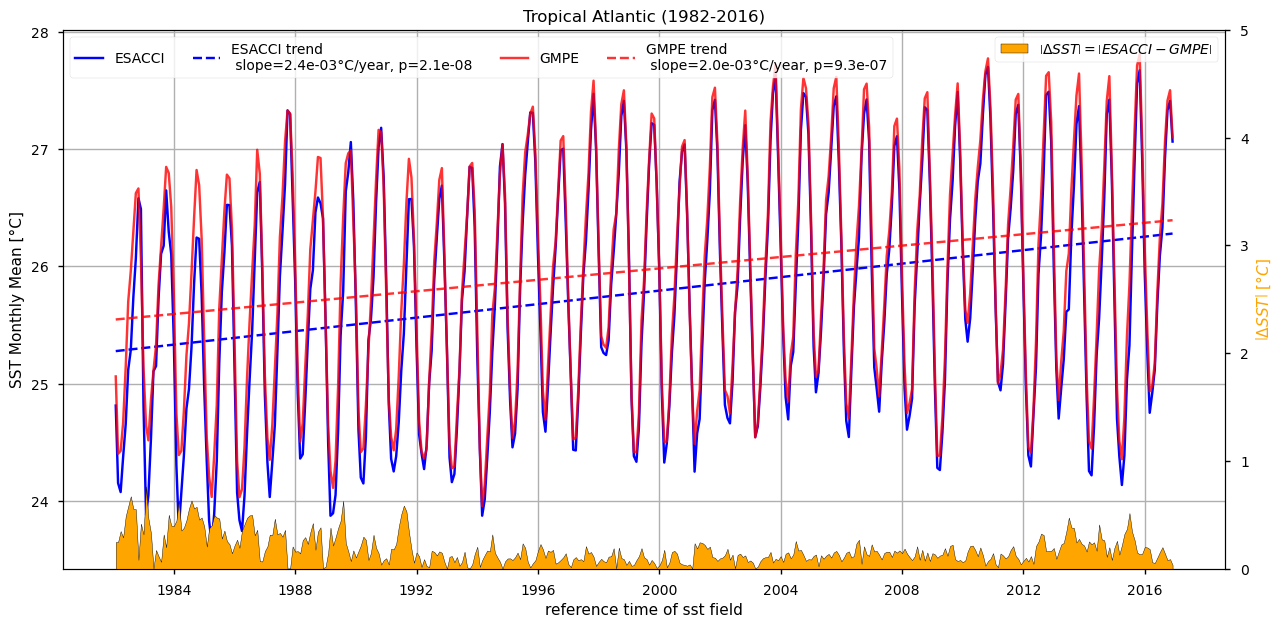 Tropical Atlantic (1982-2016)
ESACCI
ESACCI trend
slope=2.4e-03°C/year, p=2.1e-08
GMPE
GMPE trend
slope=2.0e-03°C/year, p=9.3e-07
|ΔSST| = |ESACCI − GMPE|
SST Monthly Mean [°C]
28
27
26
25
24
5
4
3
2
1
0
|ΔSST| [°C]
1984
1988
1992
1996
2000
2004
2008
2012
2016
reference time of sst field